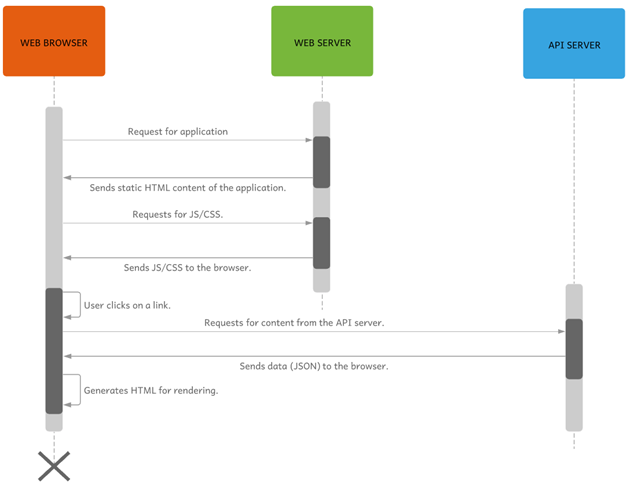 WEB BROWSER
WEB SERVER
API SERVER
Request for application
Sends static HTML content of the application.
Requests for JS/CSS.
Sends JS/CSS to the browser.
User clicks on a link.
Requests for content from the API server.
Sends data (JSON) to the browser.
Generates HTML for rendering.